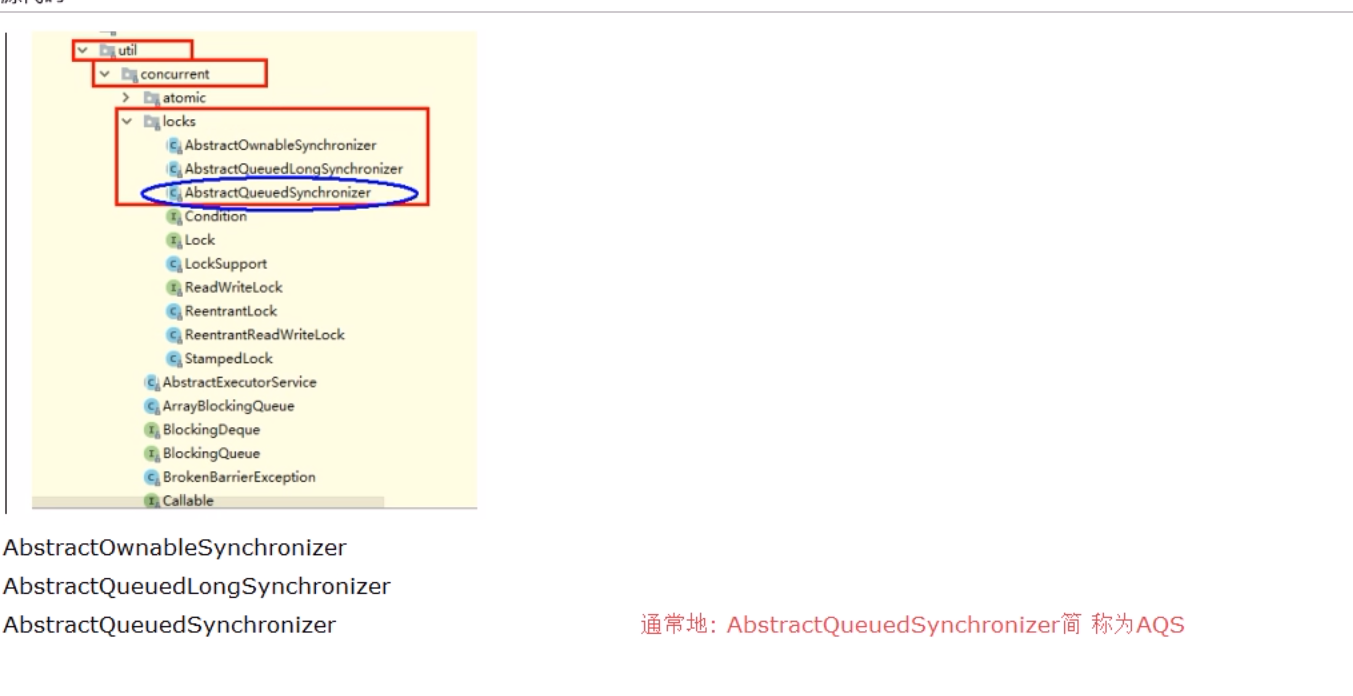 util
concurrent
atomic
locks
AbstractOwnableSynchronizer
AbstractQueuedLongSynchronizer
AbstractQueuedSynchronizer
Condition
Lock
LockSupport
ReadWriteLock
ReentrantLock
ReentrantReadWriteLock
StampedLock
AbstractExecutorService
ArrayBlockingQueue
BlockingDeque
BlockingQueue
BrokenBarrierException
Callable
AbstractOwnableSynchronizer
AbstractQueuedLongSynchronizer
AbstractQueuedSynchronizer 通常地: AbstractQueuedSynchronizer简 称为AQS